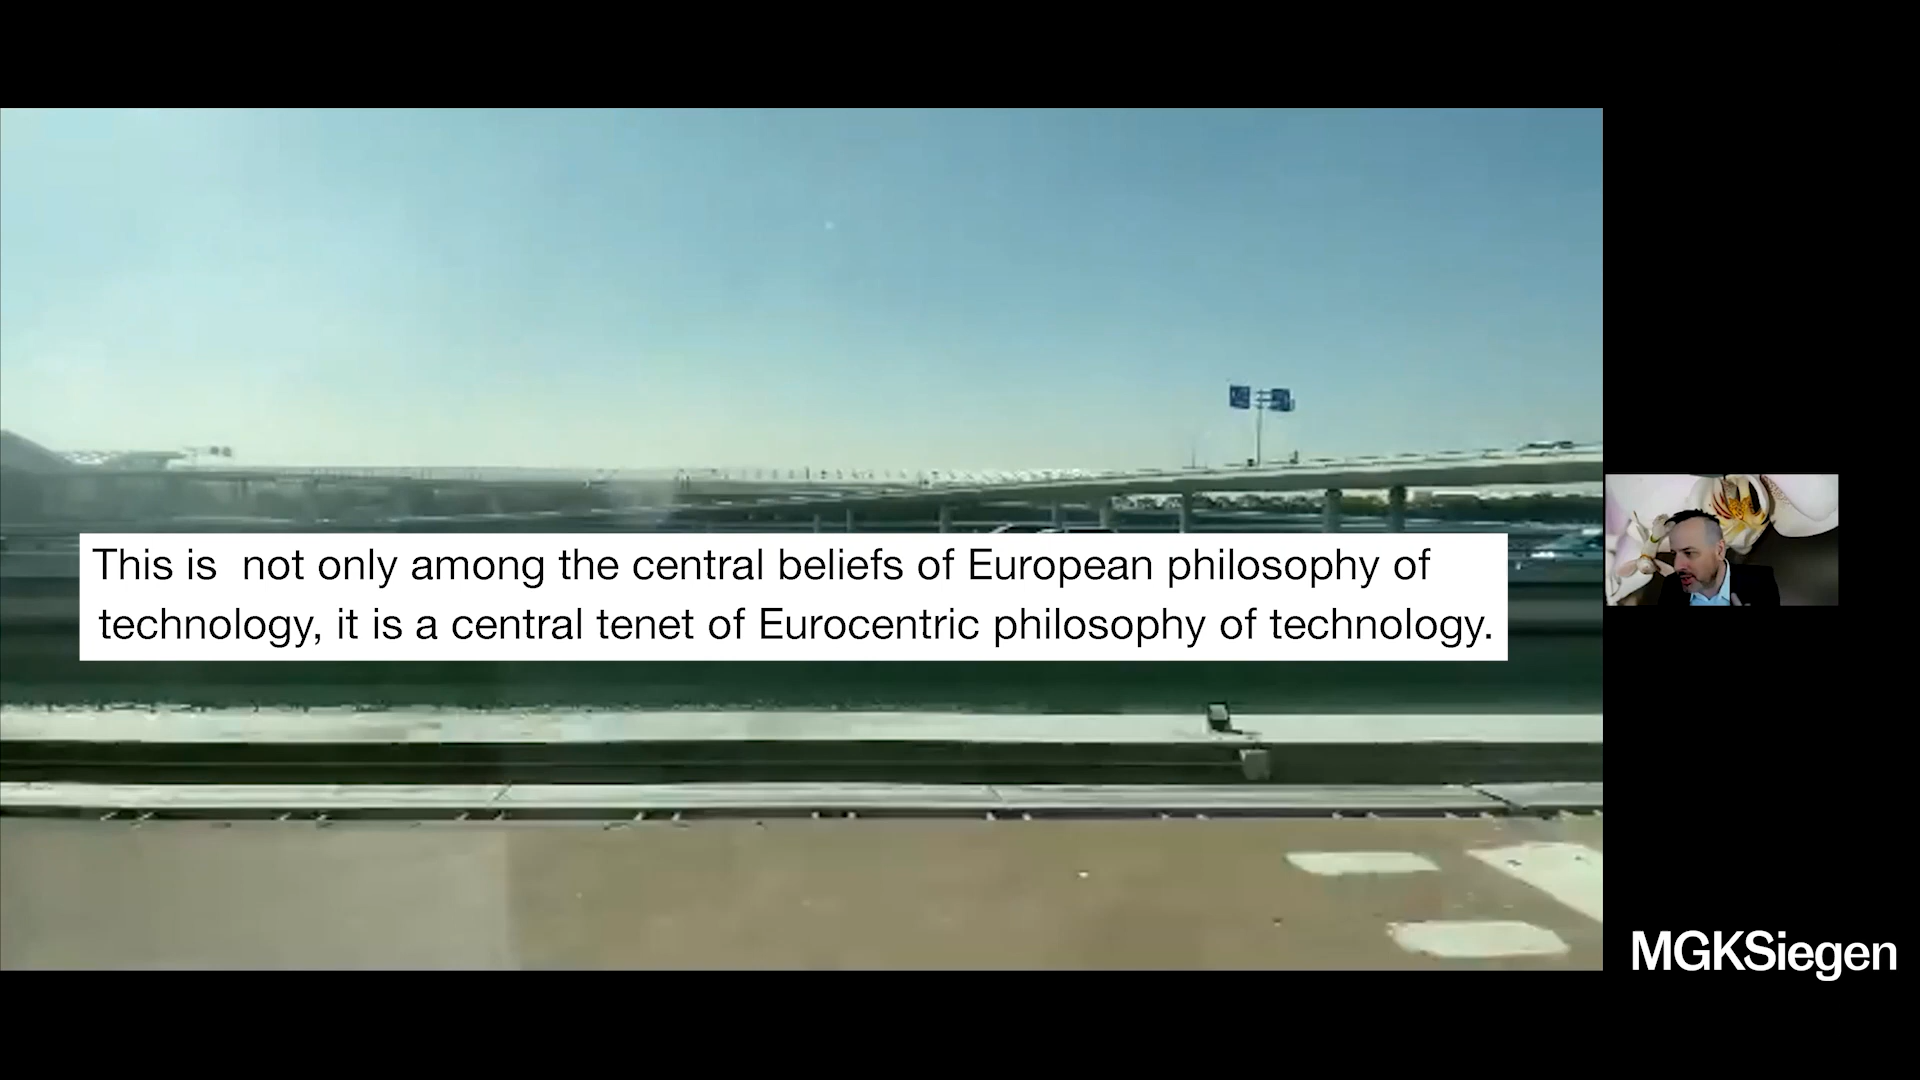 This is  not only among the central beliefs of European philosophy of
technology, it is a central tenet of Eurocentric philosophy of technology.
MGKSiegen